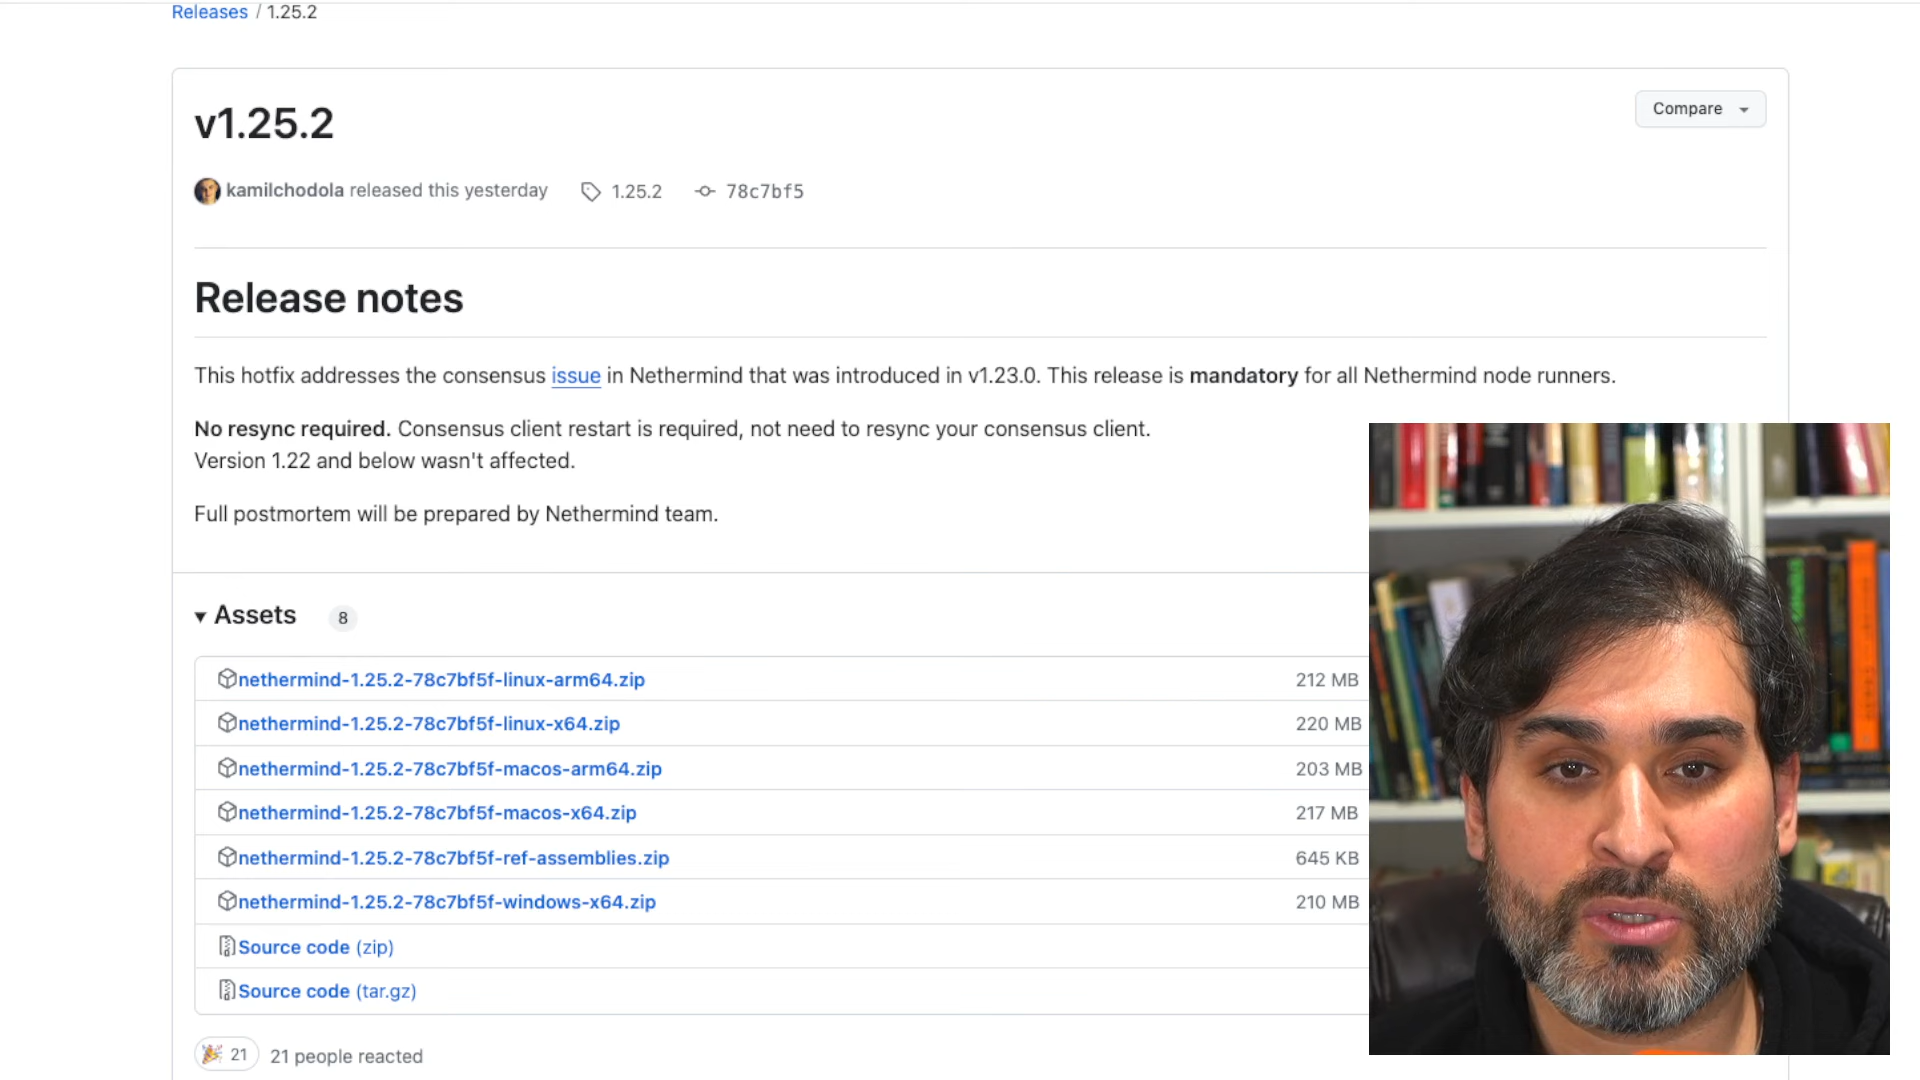 Releases / 1.25.2
v1.25.2
Compare
kamilchodola released this yesterday 1.25.2 78c7bf5
Release notes
This hotfix addresses the consensus issue in Nethermind that was introduced in v1.23.0. This release is mandatory for all Nethermind node runners.
No resync required. Consensus client restart is required, not need to resync your consensus client.
Version 1.22 and below wasn't affected.
Full postmortem will be prepared by Nethermind team.
Assets 8
nethermind-1.25.2-78c7bf5f-linux-arm64.zip 212 MB
nethermind-1.25.2-78c7bf5f-linux-x64.zip 220 MB
nethermind-1.25.2-78c7bf5f-macos-arm64.zip 203 MB
nethermind-1.25.2-78c7bf5f-macos-x64.zip 217 MB
nethermind-1.25.2-78c7bf5f-ref-assemblies.zip 645 KB
nethermind-1.25.2-78c7bf5f-windows-x64.zip 210 MB
Source code (zip)
Source code (tar.gz)
21 21 people reacted